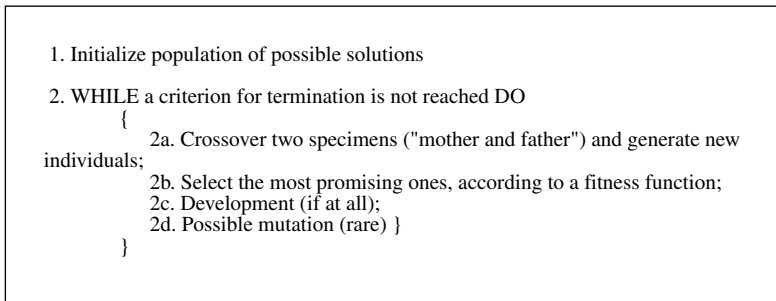 1. Initialize population of possible solutions
2. WHILE a criterion for termination is not reached DO
{
2a. Crossover two specimens ("mother and father") and generate new
individuals;
2b. Select the most promising ones, according to a fitness function;
2c. Development (if at all);
2d. Possible mutation (rare) }
}